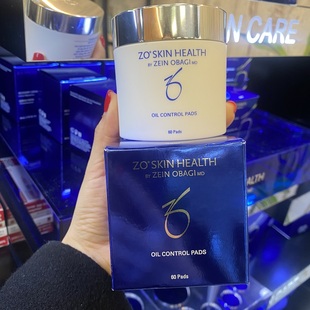 N CARE
ZO® SKIN HEALTH
BY ZEIN OBAGI MD
OIL CONTROL PADS
60 Pads
ZO® SKIN HEALTH
BY ZEIN OBAGI MD
OIL CONTROL PADS
60 Pads